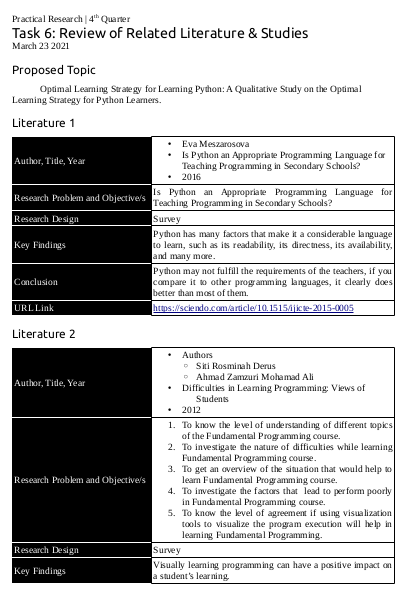 Practical Research | 4th Quarter
Task 6: Review of Related Literature & Studies
March 23 2021
Proposed Topic
Optimal Learning Strategy for Learning Python: A Qualitative Study on the Optimal
Learning Strategy for Python Learners.
Literature 1
Author, Title, Year
• Eva Meszarosova
• Is Python an Appropriate Programming Language for
Teaching Programming in Secondary Schools?
• 2016
Research Problem and Objective/s
Is Python an Appropriate Programming Language for
Teaching Programming in Secondary Schools?
Research Design
Survey
Key Findings
Python has many factors that make it a considerable language
to learn, such as its readability, its directness, its availability,
and many more.
Conclusion
Python may not fulfill the requirements of the teachers, if you
compare it to other programming languages, it clearly does
better than most of them.
URL Link
https://sciendo.com/article/10.1515/ijicte-2015-0005
Literature 2
Author, Title, Year
• Authors
◦ Siti Rosminah Derus
◦ Ahmad Zamzuri Mohamad Ali
• Difficulties in Learning Programming: Views of
Students
• 2012
Research Problem and Objective/s
1. To know the level of understanding of different topics
of the Fundamental Programming course.
2. To investigate the nature of difficulties while learning
Fundamental Programming course.
3. To get an overview of the situation that would help to
learn Fundamental Programming course.
4. To investigate the factors that lead to perform poorly
in Fundamental Programming course.
5. To know the level of agreement if using visualization
tools to visualize the program execution will help in
learning Fundamental Programming.
Research Design
Survey
Key Findings
Visually learning programming can have a positive impact on
a student's learning.